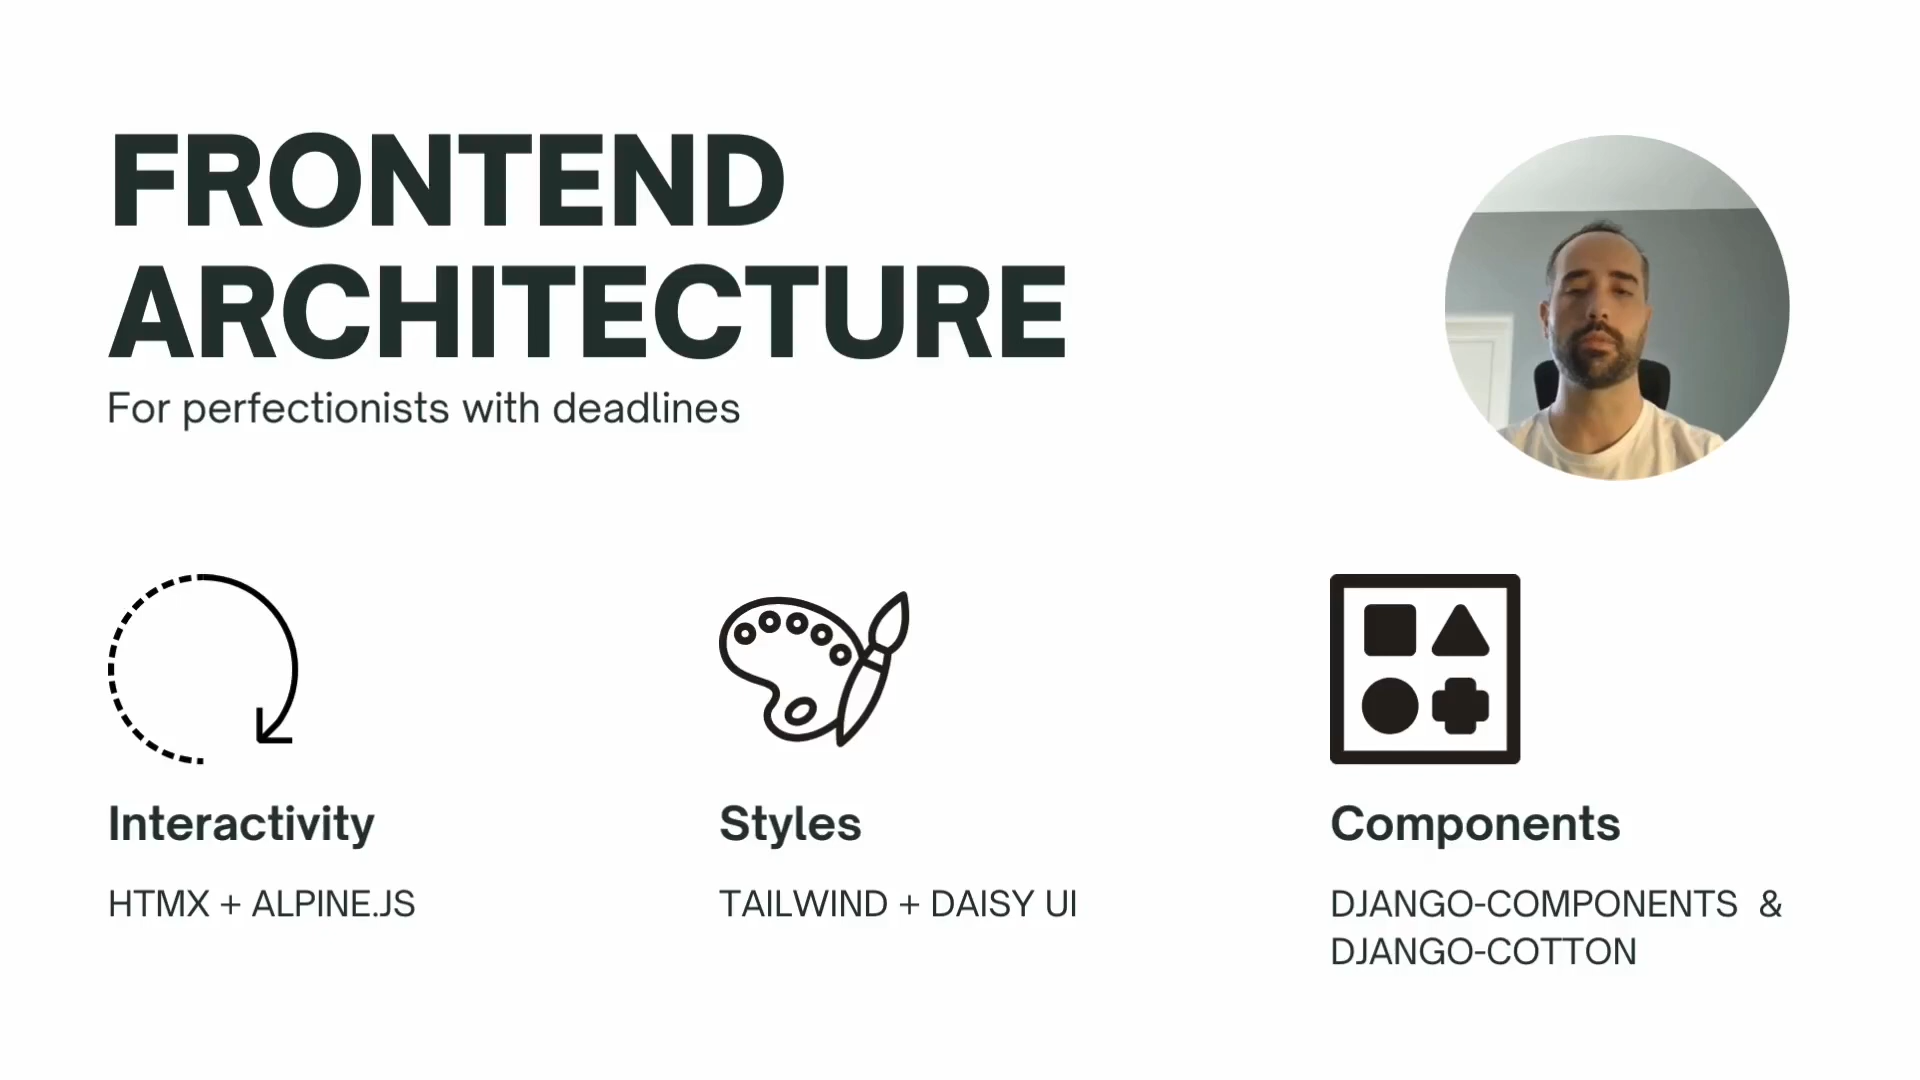 FRONTEND
ARCHITECTURE
For perfectionists with deadlines
Interactivity
HTMX + ALPINE.JS
Styles
TAILWIND + DAISY UI
Components
DJANGO-COMPONENTS &
DJANGO-COTTON